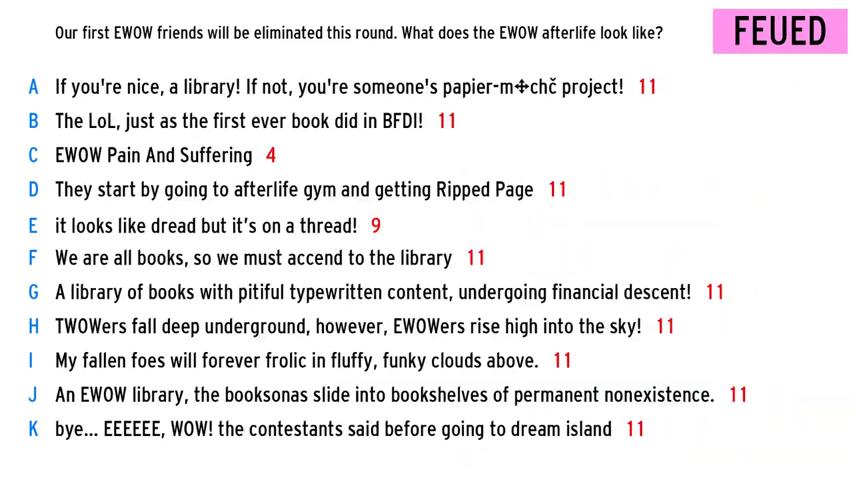 Our first EWOW friends will be eliminated this round. What does the EWOW afterlife look like?
FEUED
A If you're nice, a library! If not, you're someone's papier-m✣chč project! 11
B The LoL, just as the first ever book did in BFDI! 11
C EWOW Pain And Suffering 4
D They start by going to afterlife gym and getting Ripped Page 11
E it looks like dread but it’s on a thread! 9
F We are all books, so we must accend to the library 11
G A library of books with pitiful typewritten content, undergoing financial descent! 11
H TWOWers fall deep underground, however, EWOWers rise high into the sky! 11
I My fallen foes will forever frolic in fluffy, funky clouds above. 11
J An EWOW library, the booksonas slide into bookshelves of permanent nonexistence. 11
K bye... EEEEEE, WOW! the contestants said before going to dream island 11